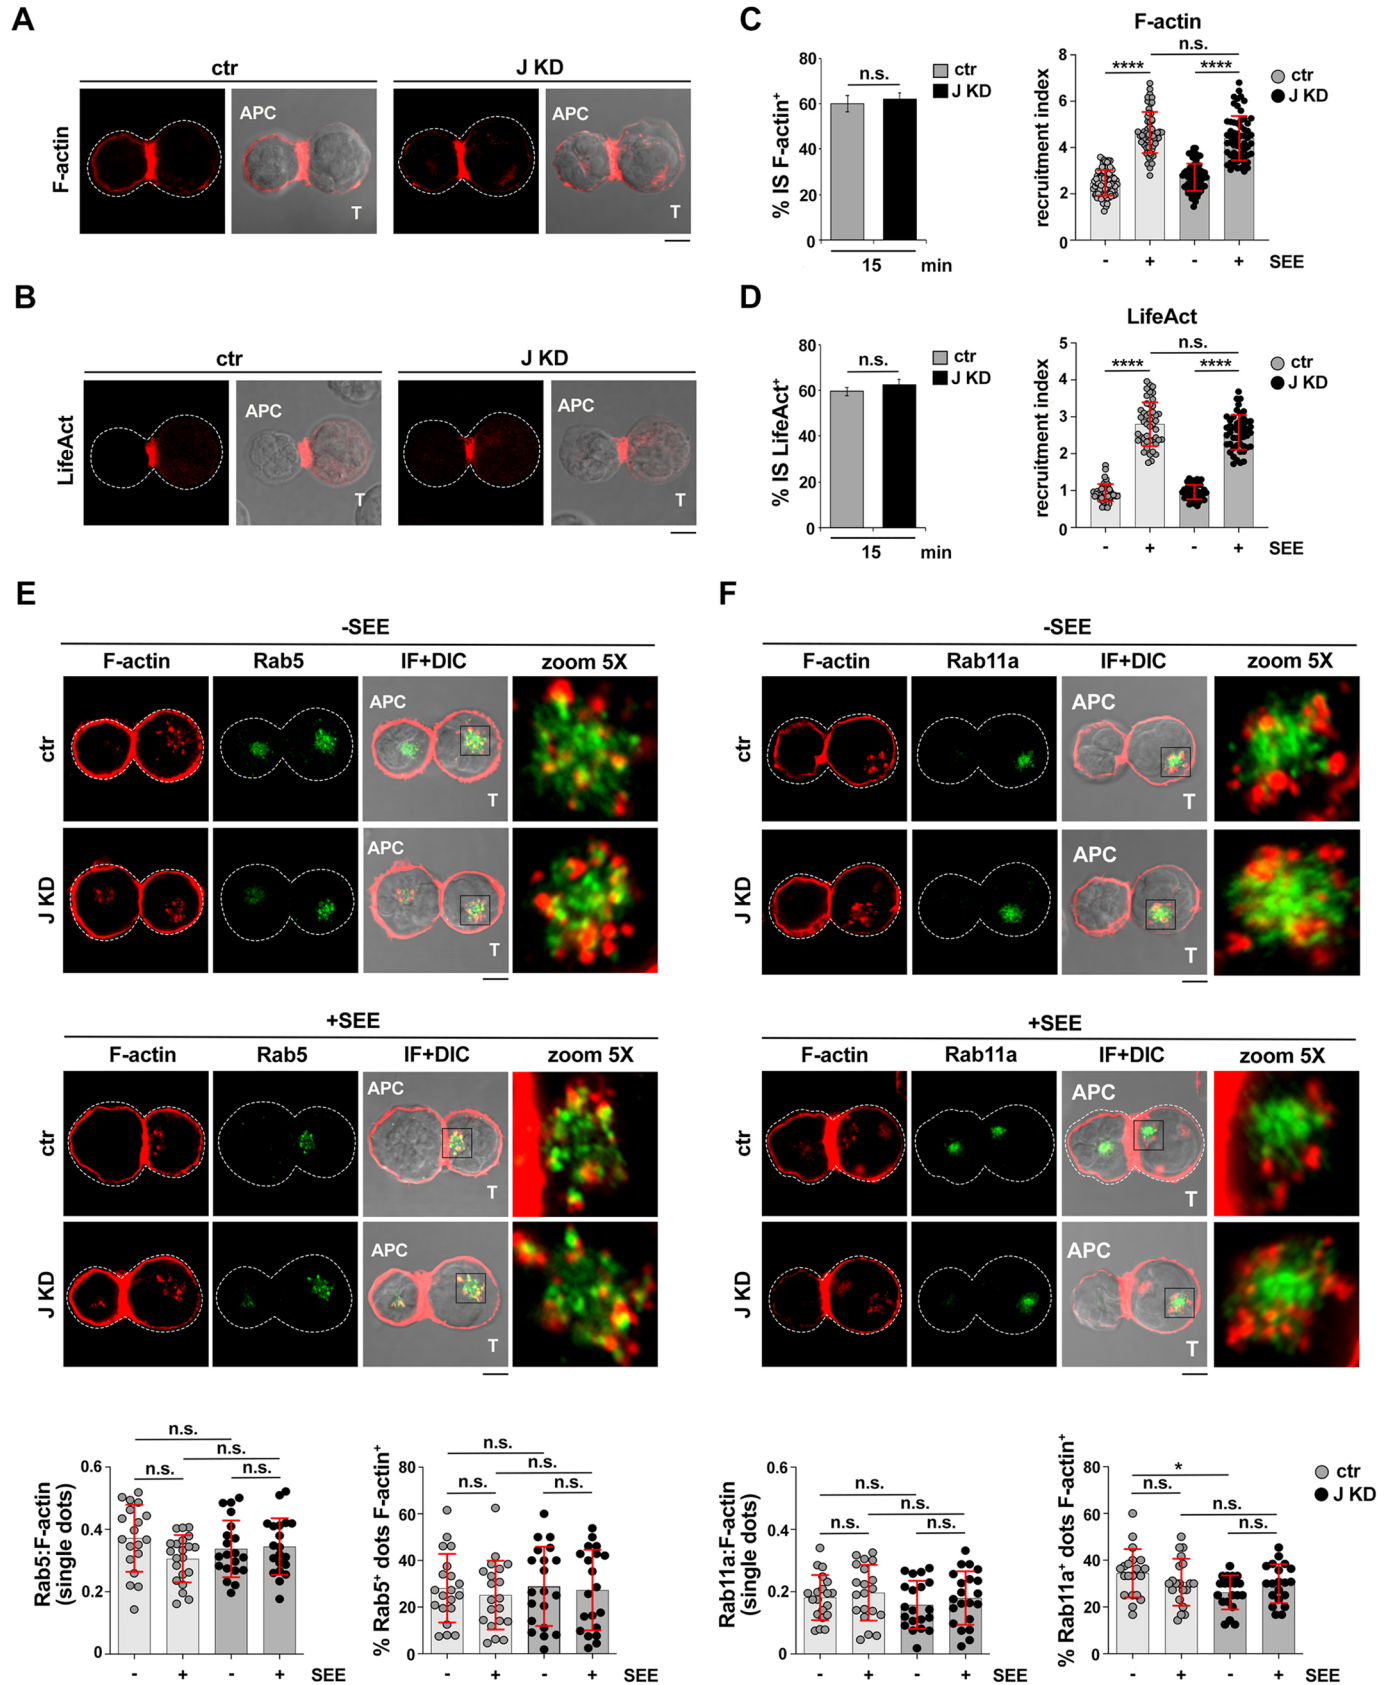 A
ctr
J KD
F-actin
APC
T
APC
T
B
ctr
J KD
LifeAct
APC
T
APC
T
C
% IS F-actin+
80
60
40
20
0
n.s.
ctr
J KD
15
min
F-actin
recruitment index
8
6
4
2
0
n.s.
****
****
ctr
J KD
- + - + SEE
D
% IS LifeAct+
80
60
40
20
0
n.s.
ctr
J KD
15
min
LifeAct
recruitment index
5
4
3
2
1
0
n.s.
****
****
ctr
J KD
- + - + SEE
E
-SEE
F-actin Rab5 IF+DIC zoom 5X
ctr
APC
T
J KD
APC
T
+SEE
F-actin Rab5 IF+DIC zoom 5X
ctr
APC
T
J KD
APC
T
Rab5:F-actin
(single dots)
0.6
0.4
0.2
0
n.s.
n.s.
n.s. n.s.
- + - + SEE
% Rab5+ dots F-actin+
80
60
40
20
0
n.s.
n.s.
n.s. n.s.
- + - + SEE
F
-SEE
F-actin Rab11a IF+DIC zoom 5X
ctr
APC
T
J KD
APC
T
+SEE
F-actin Rab11a IF+DIC zoom 5X
ctr
APC
T
J KD
APC
T
Rab11a:F-actin
(single dots)
0.6
0.4
0.2
0
n.s.
n.s.
n.s. n.s.
- + - + SEE
% Rab11a+ dots F-actin+
80
60
40
20
0
*
n.s.
n.s.
n.s.
ctr
J KD
- + - + SEE